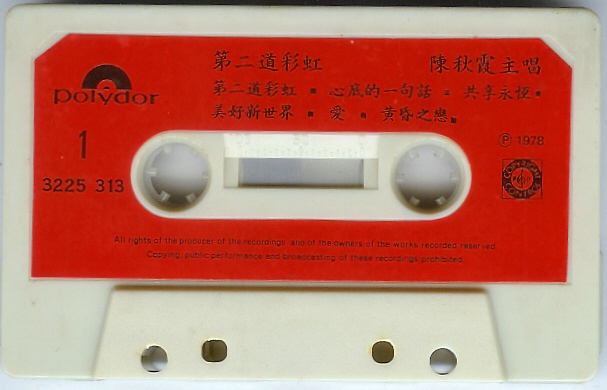 第二道彩虹 陳秋霞主唱
polydor
第二道彩虹 ■ 心底的一句話 ■ 共享永恆 ■
美好新世界 ■ 愛 ■ 黃昏之戀
1
℗ 1978
3225 313
COPYRIGHT CONTROL
All rights of the producer of the recordings and of the owners of the works recorded reserved.
Copying, public performance and broadcasting of these recordings prohibited.